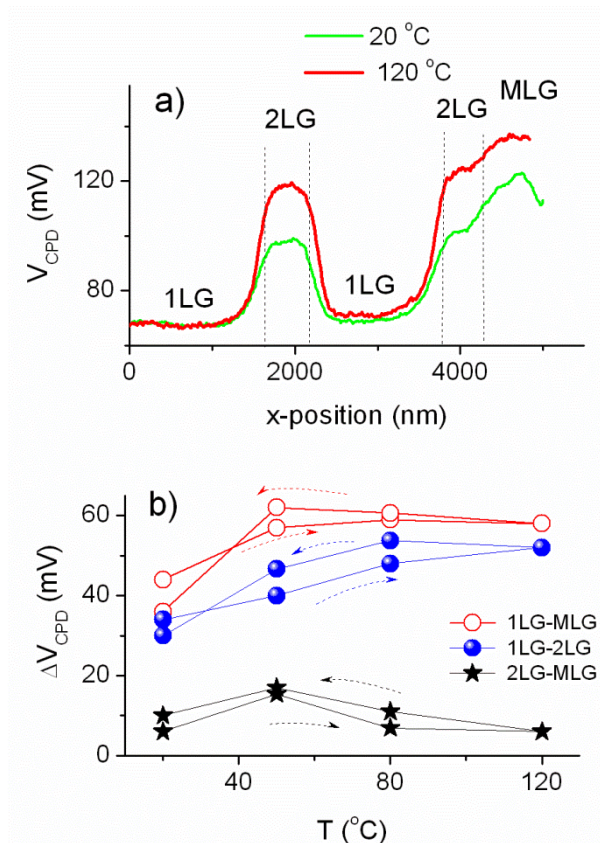 20 °C
120 °C
a)
2LG
2LG
MLG
1LG
1LG
V_CPD (mV)
120
80
0
2000
4000
x-position (nm)
b)
ΔV_CPD (mV)
60
40
20
0
1LG-MLG
1LG-2LG
2LG-MLG
40
80
120
T (°C)